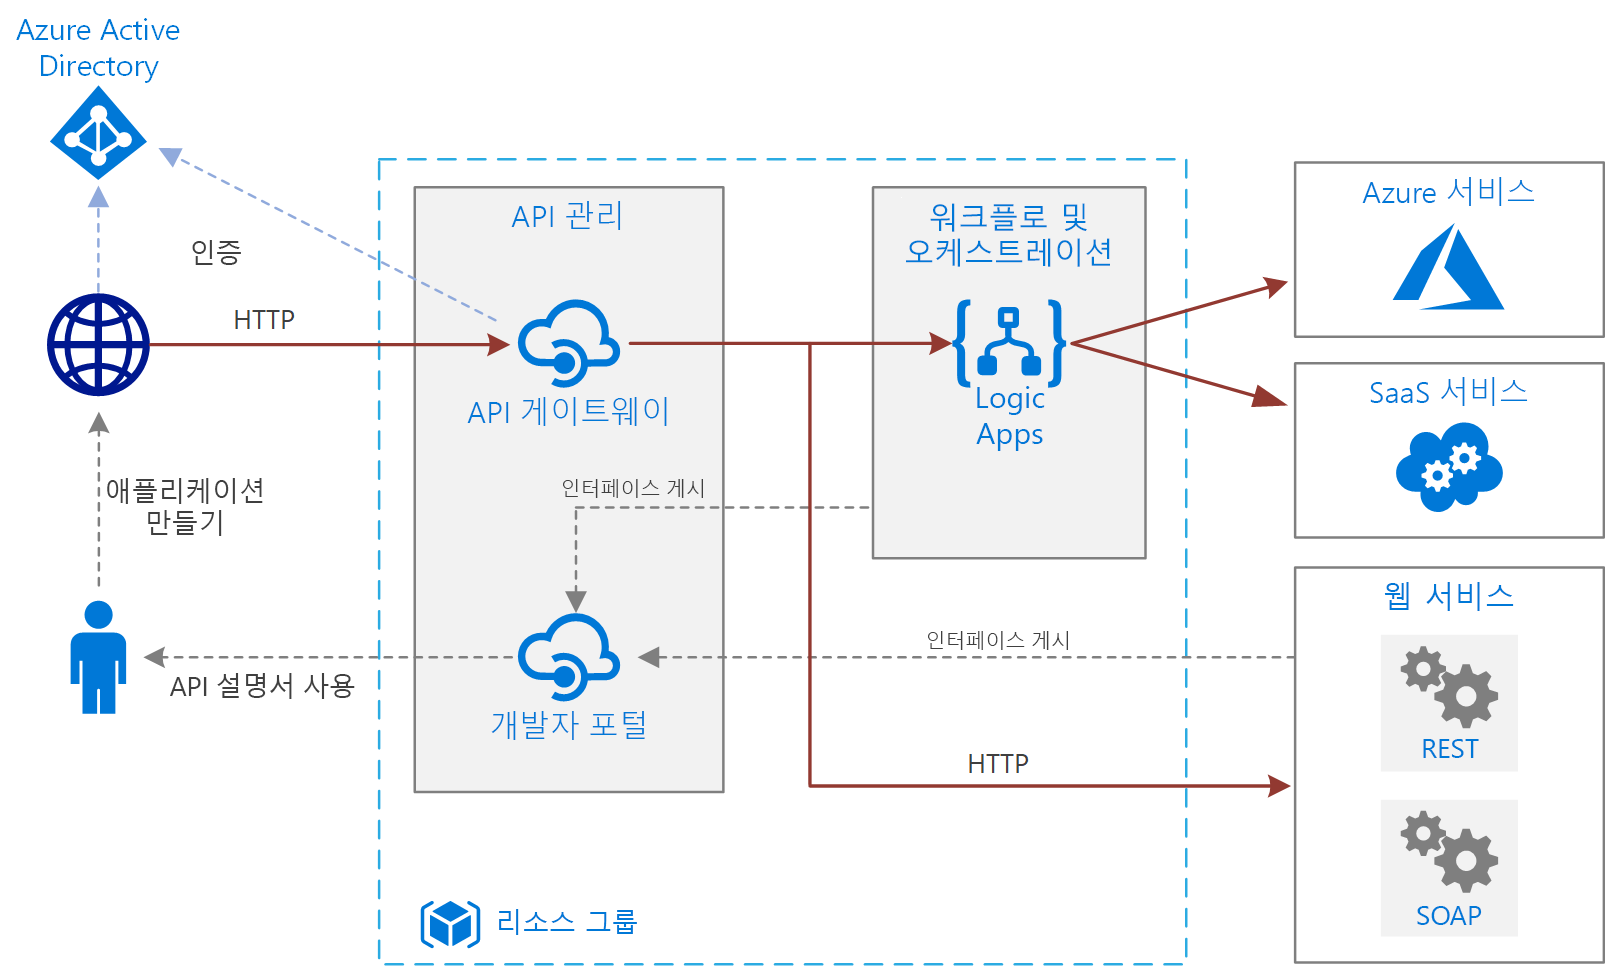 Azure Active
Directory
인증
HTTP
애플리케이션
만들기
API 설명서 사용
API 관리
API 게이트웨이
인터페이스 게시
개발자 포털
리소스 그룹
워크플로 및
오케스트레이션
Logic
Apps
인터페이스 게시
HTTP
Azure 서비스
SaaS 서비스
웹 서비스
REST
SOAP